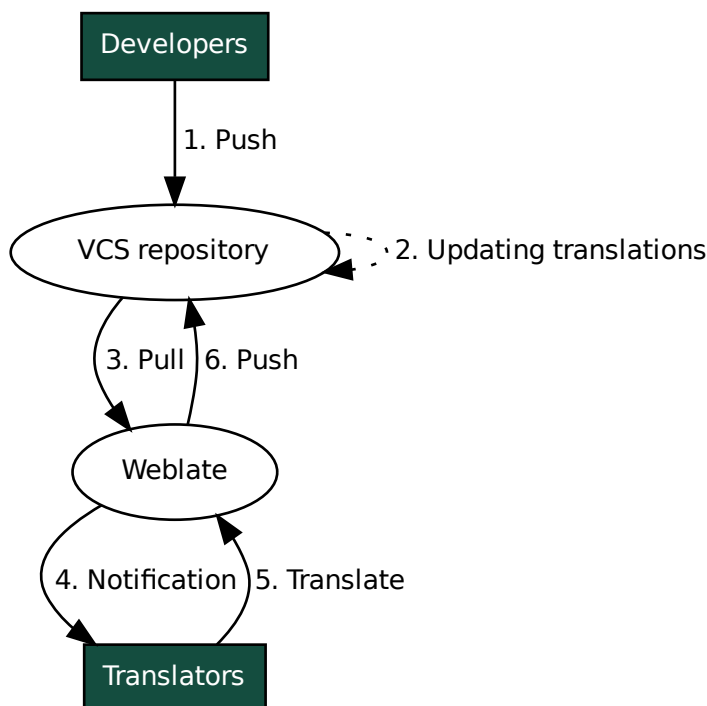 Developers
1. Push
VCS repository
2. Updating translations
3. Pull
6. Push
Weblate
4. Notification
5. Translate
Translators